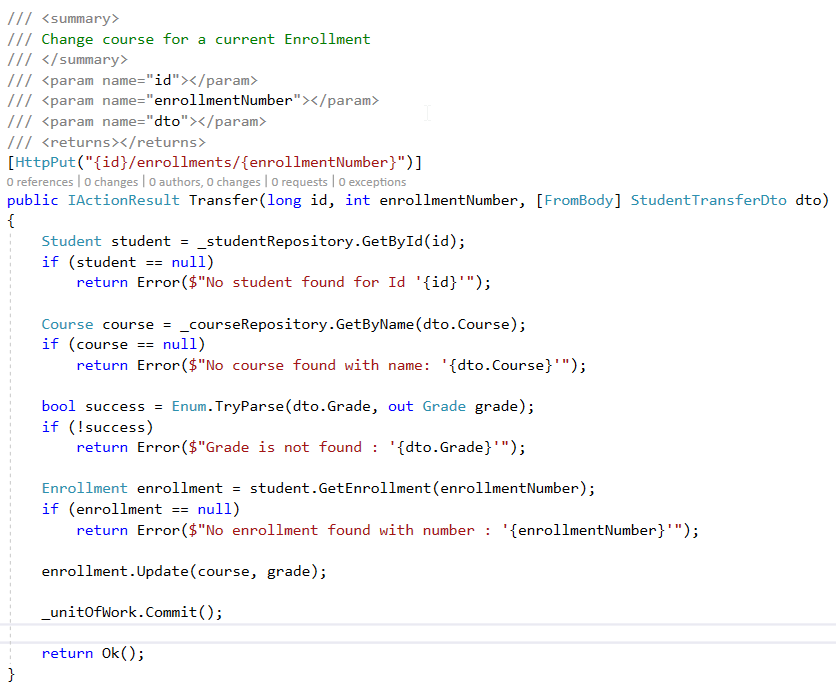 /// <summary>
/// Change course for a current Enrollment
/// </summary>
/// <param name="id"></param>
/// <param name="enrollmentNumber"></param>
/// <param name="dto"></param>
/// <returns></returns>
[HttpPut("{id}/enrollments/{enrollmentNumber}")]
0 references | 0 changes | 0 authors, 0 changes | 0 requests | 0 exceptions
public IActionResult Transfer(long id, int enrollmentNumber, [FromBody] StudentTransferDto dto)
{
    Student student = _studentRepository.GetById(id);
    if (student == null)
        return Error($"No student found for Id '{id}'");

    Course course = _courseRepository.GetByName(dto.Course);
    if (course == null)
        return Error($"No course found with name: '{dto.Course}'");

    bool success = Enum.TryParse(dto.Grade, out Grade grade);
    if (!success)
        return Error($"Grade is not found : '{dto.Grade}'");

    Enrollment enrollment = student.GetEnrollment(enrollmentNumber);
    if (enrollment == null)
        return Error($"No enrollment found with number : '{enrollmentNumber}'");

    enrollment.Update(course, grade);

    _unitOfWork.Commit();

    return Ok();
}